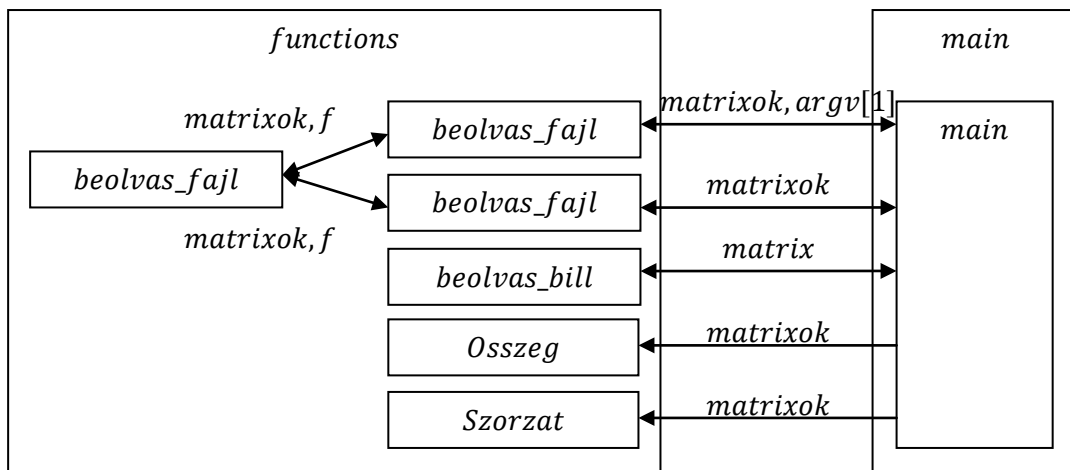 functions
main
matrixok, argv[1]
matrixok, f
beolvas_fajl
main
beolvas_fajl
matrixok
beolvas_fajl
matrixok, f
matrix
beolvas_bill
matrixok
Osszeg
matrixok
Szorzat